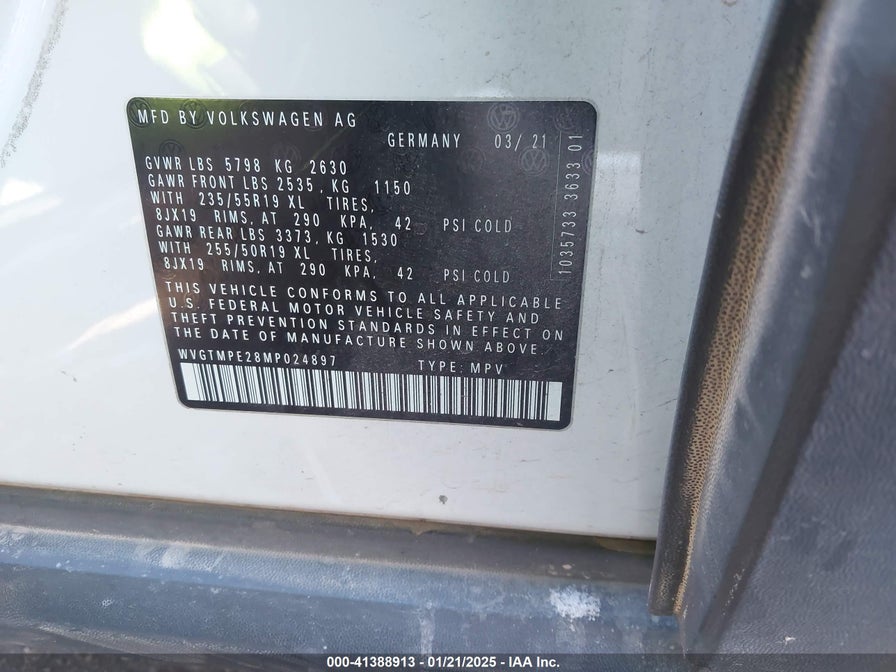 MFD BY VOLKSWAGEN AG
GERMANY 03/21
GVWR LBS 5798 KG 2630
GAWR FRONT LBS 2535 , KG 1150
WITH 235/55R19 XL TIRES,
8JX19 RIMS, AT 290 KPA, 42 PSI COLD
GAWR REAR LBS 3373, KG 1530
WITH 255/50R19 XL TIRES,
8JX19 RIMS, AT 290 KPA, 42 PSI COLD
THIS VEHICLE CONFORMS TO ALL APPLICABLE
U.S. FEDERAL MOTOR VEHICLE SAFETY AND
THEFT PREVENTION STANDARDS IN EFFECT ON
THE DATE OF MANUFACTURE SHOWN ABOVE.
WVGTMPE28MP024897 TYPE: MPV
1035733 3633 01
000-41388913 / 01/21/2025 - IAA Inc.